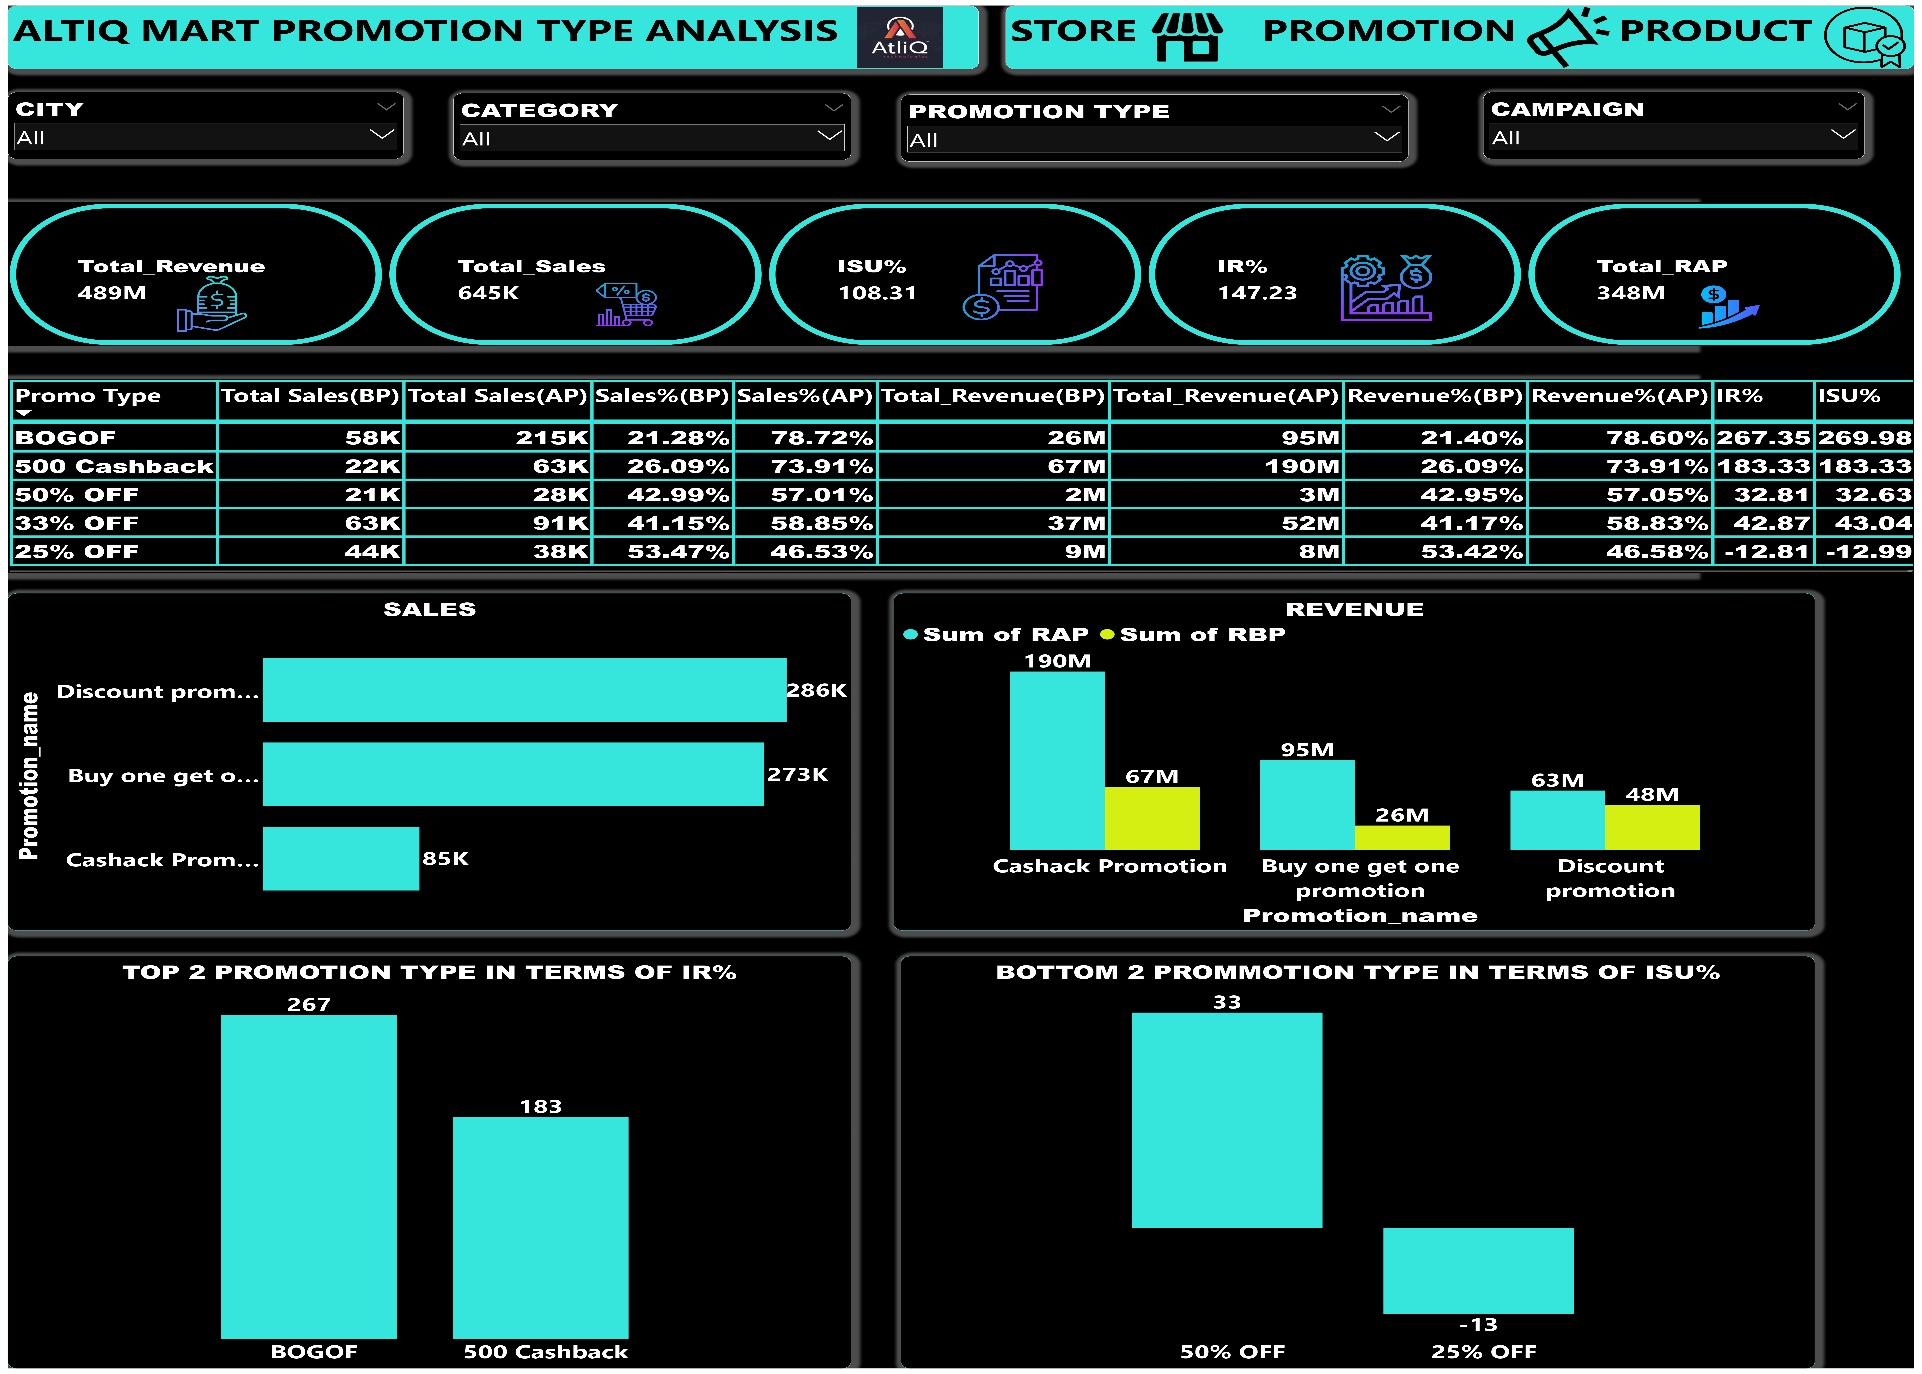 ALTIQ MART PROMOTION TYPE ANALYSIS
AtliQ
STORE PROMOTION PRODUCT
CITY
All
CATEGORY
All
PROMOTION TYPE
All
CAMPAIGN
All
Total_Revenue
489M
Total_Sales
645K
ISU%
108.31
IR%
147.23
Total_RAP
348M
Promo Type Total Sales(BP) Total Sales(AP) Sales%(BP) Sales%(AP) Total_Revenue(BP) Total_Revenue(AP) Revenue%(BP) Revenue%(AP) IR% ISU%
BOGOF 58K 215K 21.28% 78.72% 26M 95M 21.40% 78.60% 267.35 269.98
500 Cashback 22K 63K 26.09% 73.91% 67M 190M 26.09% 73.91% 183.33 183.33
50% OFF 21K 28K 42.99% 57.01% 2M 3M 42.95% 57.05% 32.81 32.63
33% OFF 63K 91K 41.15% 58.85% 37M 52M 41.17% 58.83% 42.87 43.04
25% OFF 44K 38K 53.47% 46.53% 9M 8M 53.42% 46.58% -12.81 -12.99
SALES
Promotion_name
Discount prom... 286K
Buy one get o... 273K
Cashack Prom... 85K
REVENUE
Sum of RAP Sum of RBP
190M
67M
95M
26M
63M
48M
Cashack Promotion
Buy one get one
promotion
Discount
promotion
Promotion_name
TOP 2 PROMOTION TYPE IN TERMS OF IR%
267
183
BOGOF 500 Cashback
BOTTOM 2 PROMMOTION TYPE IN TERMS OF ISU%
33
-13
50% OFF 25% OFF